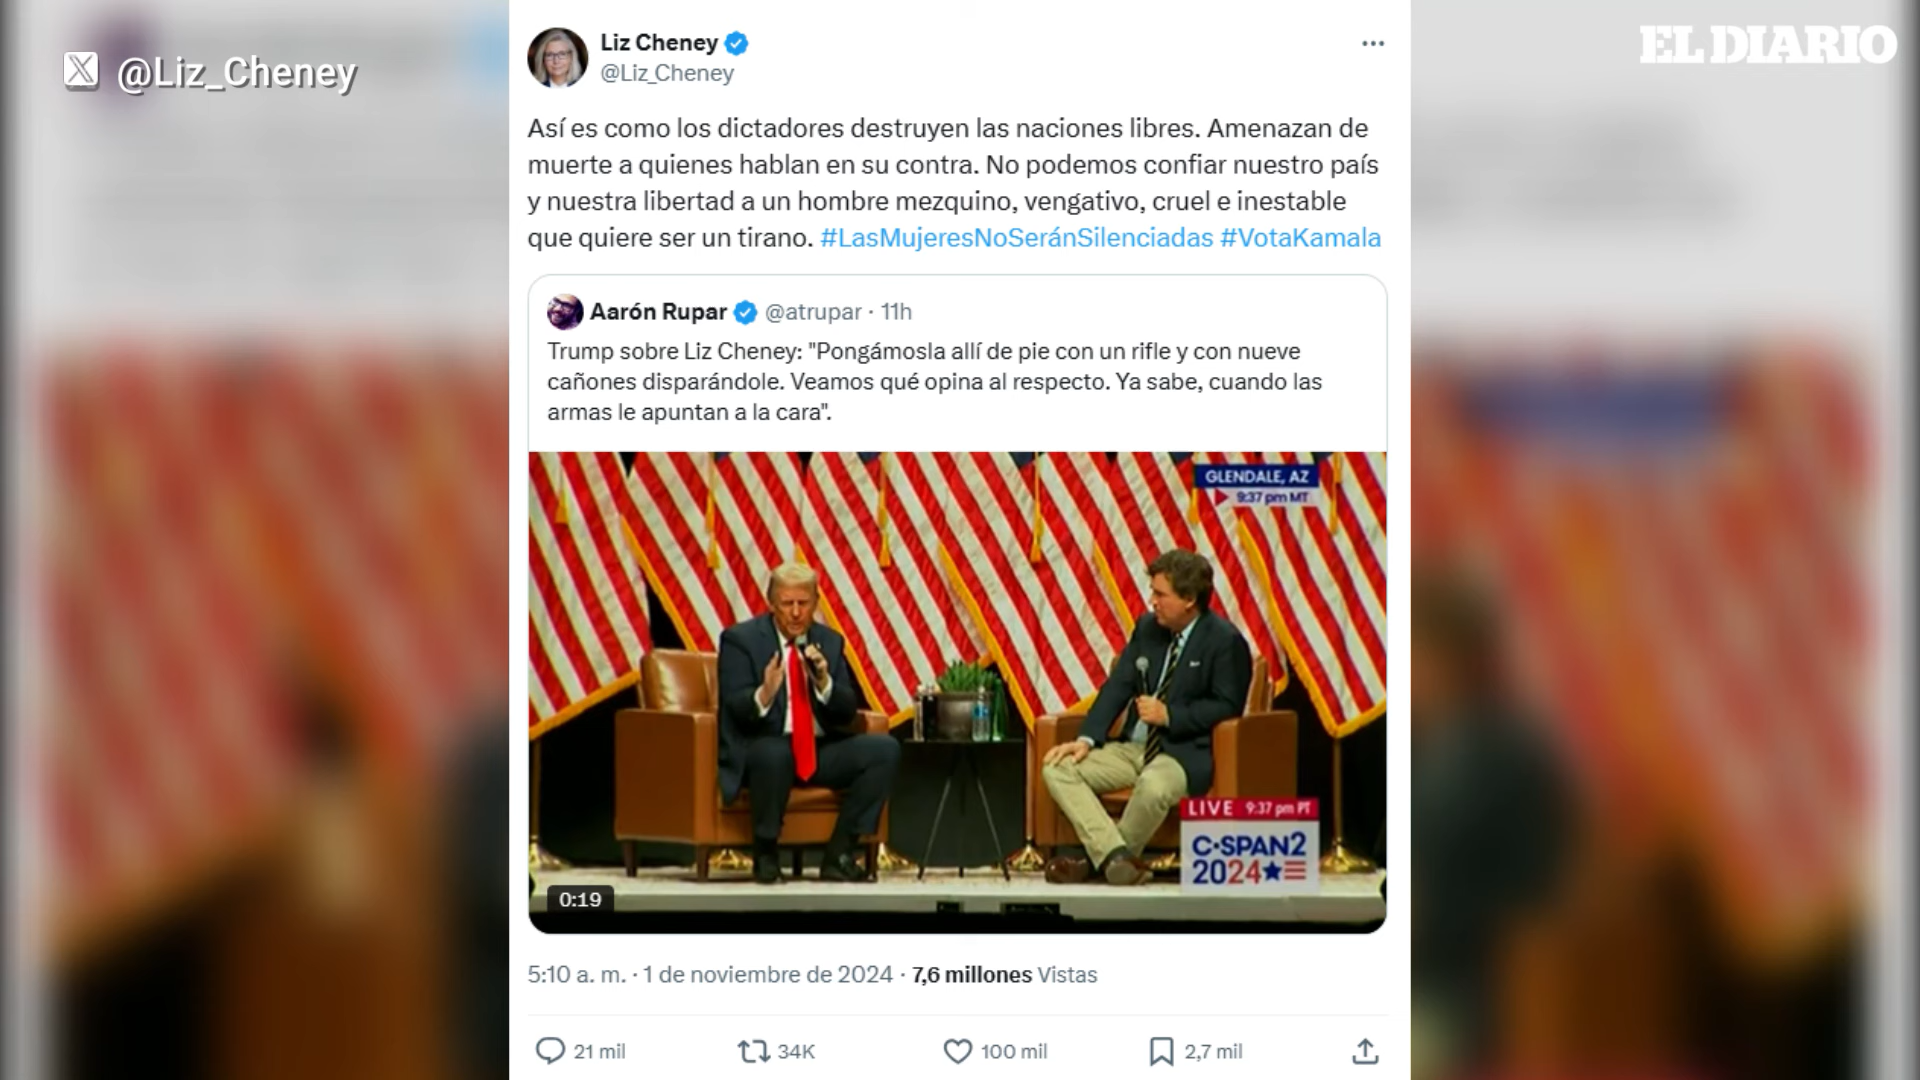 @Liz_Cheney
EL DIARIO
Liz Cheney
@Liz_Cheney
Así es como los dictadores destruyen las naciones libres. Amenazan de
muerte a quienes hablan en su contra. No podemos confiar nuestro país
y nuestra libertad a un hombre mezquino, vengativo, cruel e inestable
que quiere ser un tirano. #LasMujeresNoSeránSilenciadas #VotaKamala
Aarón Rupar @atrupar · 11h
Trump sobre Liz Cheney: "Pongámosla allí de pie con un rifle y con nueve
cañones disparándole. Veamos qué opina al respecto. Ya sabe, cuando las
armas le apuntan a la cara".
GLENDALE, AZ
9:37 pm MT
LIVE 9:37 pm PT
C-SPAN2
2024
0:19
5:10 a. m. · 1 de noviembre de 2024 · 7,6 millones Vistas
21 mil 34K 100 mil 2,7 mil